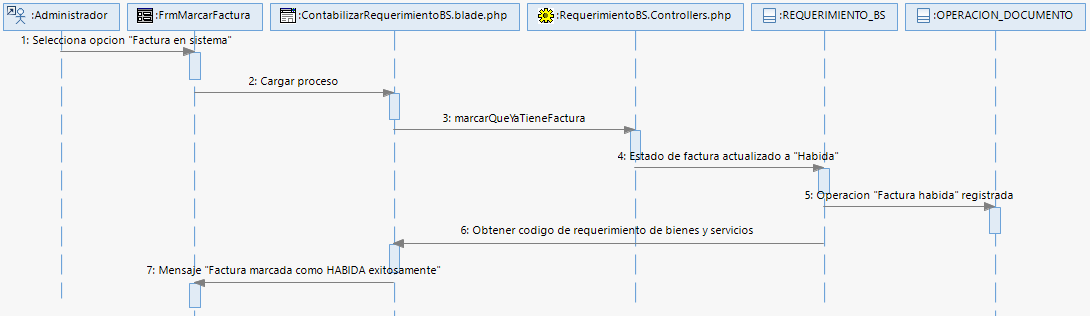 :Administrador
:FrmMarcarFactura
:ContabilizarRequerimientoBS.blade.php
:RequerimientoBS.Controllers.php
:REQUERIMIENTO_BS
:OPERACION_DOCUMENTO
1: Selecciona opcion "Factura en sistema"
2: Cargar proceso
3: marcarQueYaTieneFactura
4: Estado de factura actualizado a "Habida"
5: Operacion "Factura habida" registrada
6: Obtener codigo de requerimiento de bienes y servicios
7: Mensaje "Factura marcada como HABIDA exitosamente"